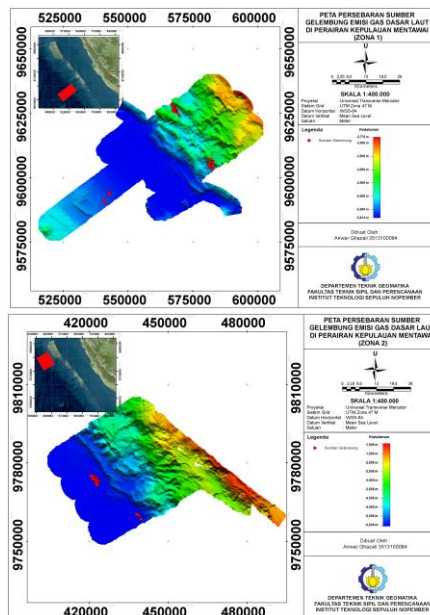 525000 550000 575000 600000
9650000
9625000
9600000
9575000
525000 550000 575000 600000
PETA PERSEBARAN SUMBER
GELEMBUNG EMISI GAS DASAR LAUT
DI PERAIRAN KEPULAUAN MENTAWAI
(ZONA 1)
U
Kilometers
SKALA 1:400.000
Proyeksi : Universal Transverse Mercator
Sistem Grid : UTM Zona 47 M
Datum Horizontal : WGS-84
Datum Vertikal : Mean Sea Level
Satuan : Meter
Legenda
Kedalaman
Sumber Gelembung
Dibuat Oleh :
Anwar Ghazali 3513100064
DEPARTEMEN TEKNIK GEOMATIKA
FAKULTAS TEKNIK SIPIL DAN PERENCANAAN
INSTITUT TEKNOLOGI SEPULUH NOPEMBER
420000 450000 4800000
9810000
9780000
9750000
420000 450000 4800000
PETA PERSEBARAN SUMBER
GELEMBUNG EMISI GAS DASAR LAUT
DI PERAIRAN KEPULAUAN MENTAWAI
(ZONA 2)
U
Kilometers
SKALA 1:400.000
Proyeksi : Universal Transverse Mercator
Sistem Grid : UTM Zona 47 M
Datum Horizontal : WGS-84
Datum Vertikal : Mean Sea Level
Satuan : Meter
Legenda
Kedalaman
Sumber Gelembung
Dibuat Oleh :
Anwar Ghazali 3513100064
DEPARTEMEN TEKNIK GEOMATIKA
FAKULTAS TEKNIK SIPIL DAN PERENCANAAN
INSTITUT TEKNOLOGI SEPULUH NOPEMBER